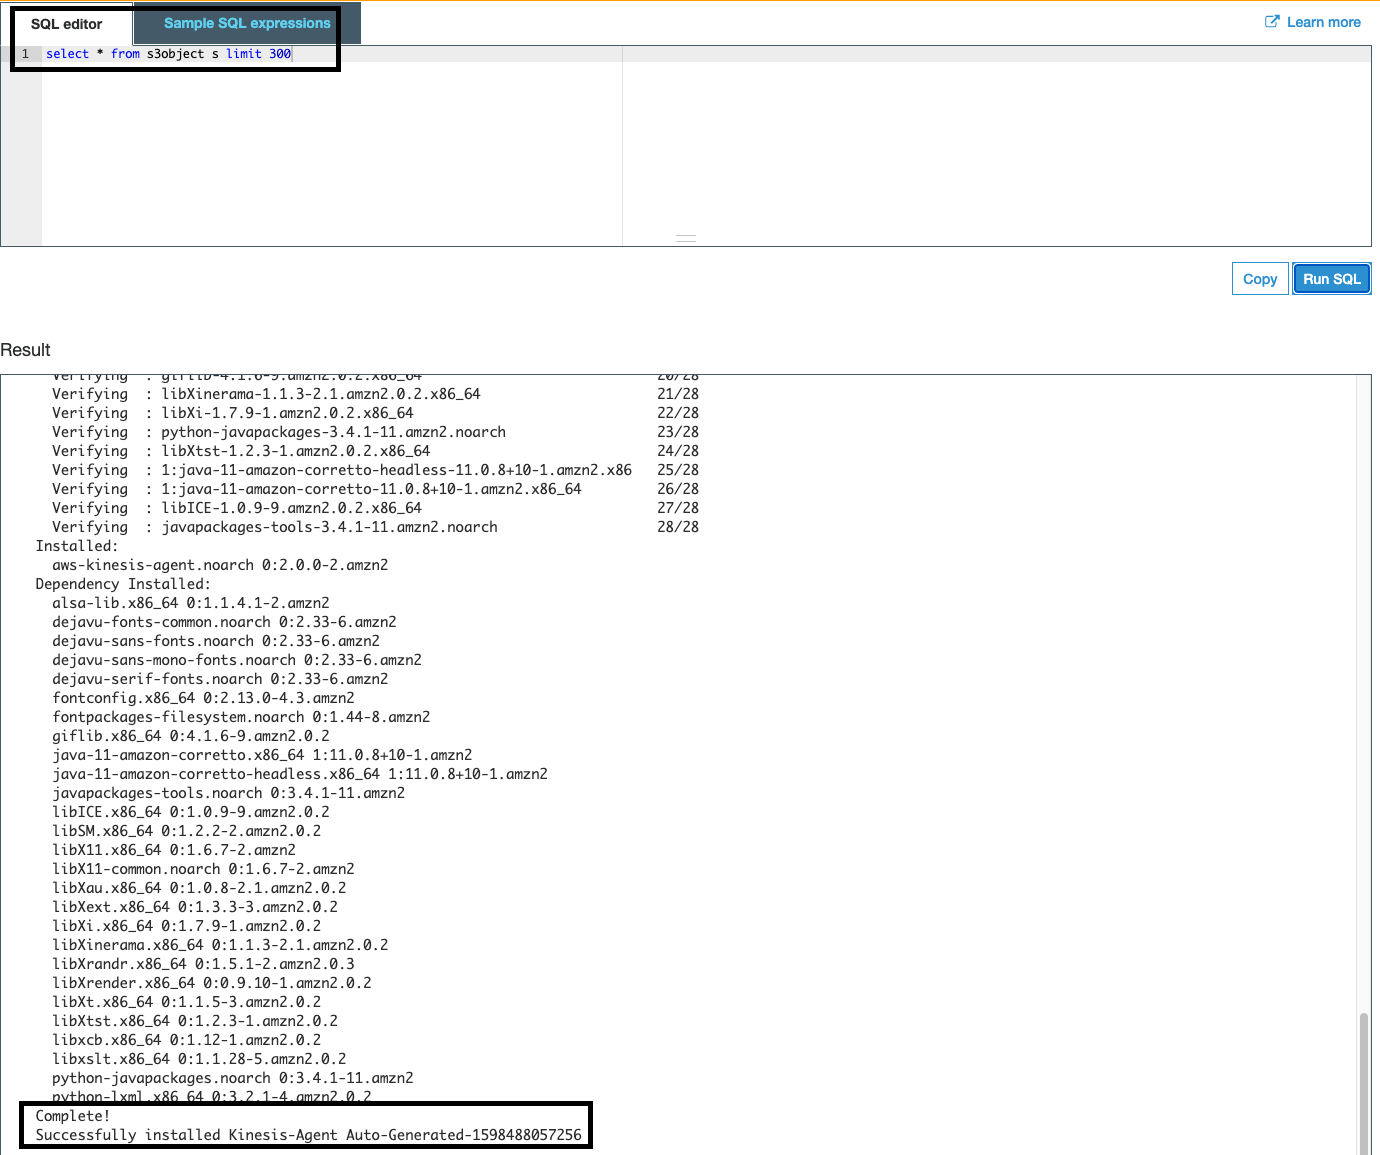 SQL editor
Sample SQL expressions
Learn more
1 select * from s3object s limit 300
Copy
Run SQL
Result
Verifying : giflib-4.1.6-9.amzn2.0.2.x86_64 20/28
Verifying : libXinerama-1.1.3-2.1.amzn2.0.2.x86_64 21/28
Verifying : libXi-1.7.9-1.amzn2.0.2.x86_64 22/28
Verifying : python-javapackages-3.4.1-11.amzn2.noarch 23/28
Verifying : libXtst-1.2.3-1.amzn2.0.2.x86_64 24/28
Verifying : 1:java-11-amazon-corretto-headless-11.0.8+10-1.amzn2.x86 25/28
Verifying : 1:java-11-amazon-corretto-11.0.8+10-1.amzn2.x86_64 26/28
Verifying : libICE-1.0.9-9.amzn2.0.2.x86_64 27/28
Verifying : javapackages-tools-3.4.1-11.amzn2.noarch 28/28
Installed:
aws-kinesis-agent.noarch 0:2.0.0-2.amzn2
Dependency Installed:
alsa-lib.x86_64 0:1.1.4.1-2.amzn2
dejavu-fonts-common.noarch 0:2.33-6.amzn2
dejavu-sans-fonts.noarch 0:2.33-6.amzn2
dejavu-sans-mono-fonts.noarch 0:2.33-6.amzn2
dejavu-serif-fonts.noarch 0:2.33-6.amzn2
fontconfig.x86_64 0:2.13.0-4.3.amzn2
fontpackages-filesystem.noarch 0:1.44-8.amzn2
giflib.x86_64 0:4.1.6-9.amzn2.0.2
java-11-amazon-corretto.x86_64 1:11.0.8+10-1.amzn2
java-11-amazon-corretto-headless.x86_64 1:11.0.8+10-1.amzn2
javapackages-tools.noarch 0:3.4.1-11.amzn2
libICE.x86_64 0:1.0.9-9.amzn2.0.2
libSM.x86_64 0:1.2.2-2.amzn2.0.2
libX11.x86_64 0:1.6.7-2.amzn2
libX11-common.noarch 0:1.6.7-2.amzn2
libXau.x86_64 0:1.0.8-2.1.amzn2.0.2
libXext.x86_64 0:1.3.3-3.amzn2.0.2
libXi.x86_64 0:1.7.9-1.amzn2.0.2
libXinerama.x86_64 0:1.1.3-2.1.amzn2.0.2
libXrandr.x86_64 0:1.5.1-2.amzn2.0.3
libXrender.x86_64 0:0.9.10-1.amzn2.0.2
libXt.x86_64 0:1.1.5-3.amzn2.0.2
libXtst.x86_64 0:1.2.3-1.amzn2.0.2
libxcb.x86_64 0:1.12-1.amzn2.0.2
libxslt.x86_64 0:1.1.28-5.amzn2.0.2
python-javapackages.noarch 0:3.4.1-11.amzn2
python-lxml.x86_64 0:3.2.1-4.amzn2.0.2
Complete!
Successfully installed Kinesis-Agent Auto-Generated-1598488057256